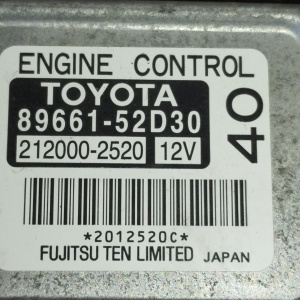 ENGINE CONTROL
TOYOTA
89661-52D30
212000-2520 12V
40
*2012520C*
FUJITSU TEN LIMITED JAPAN